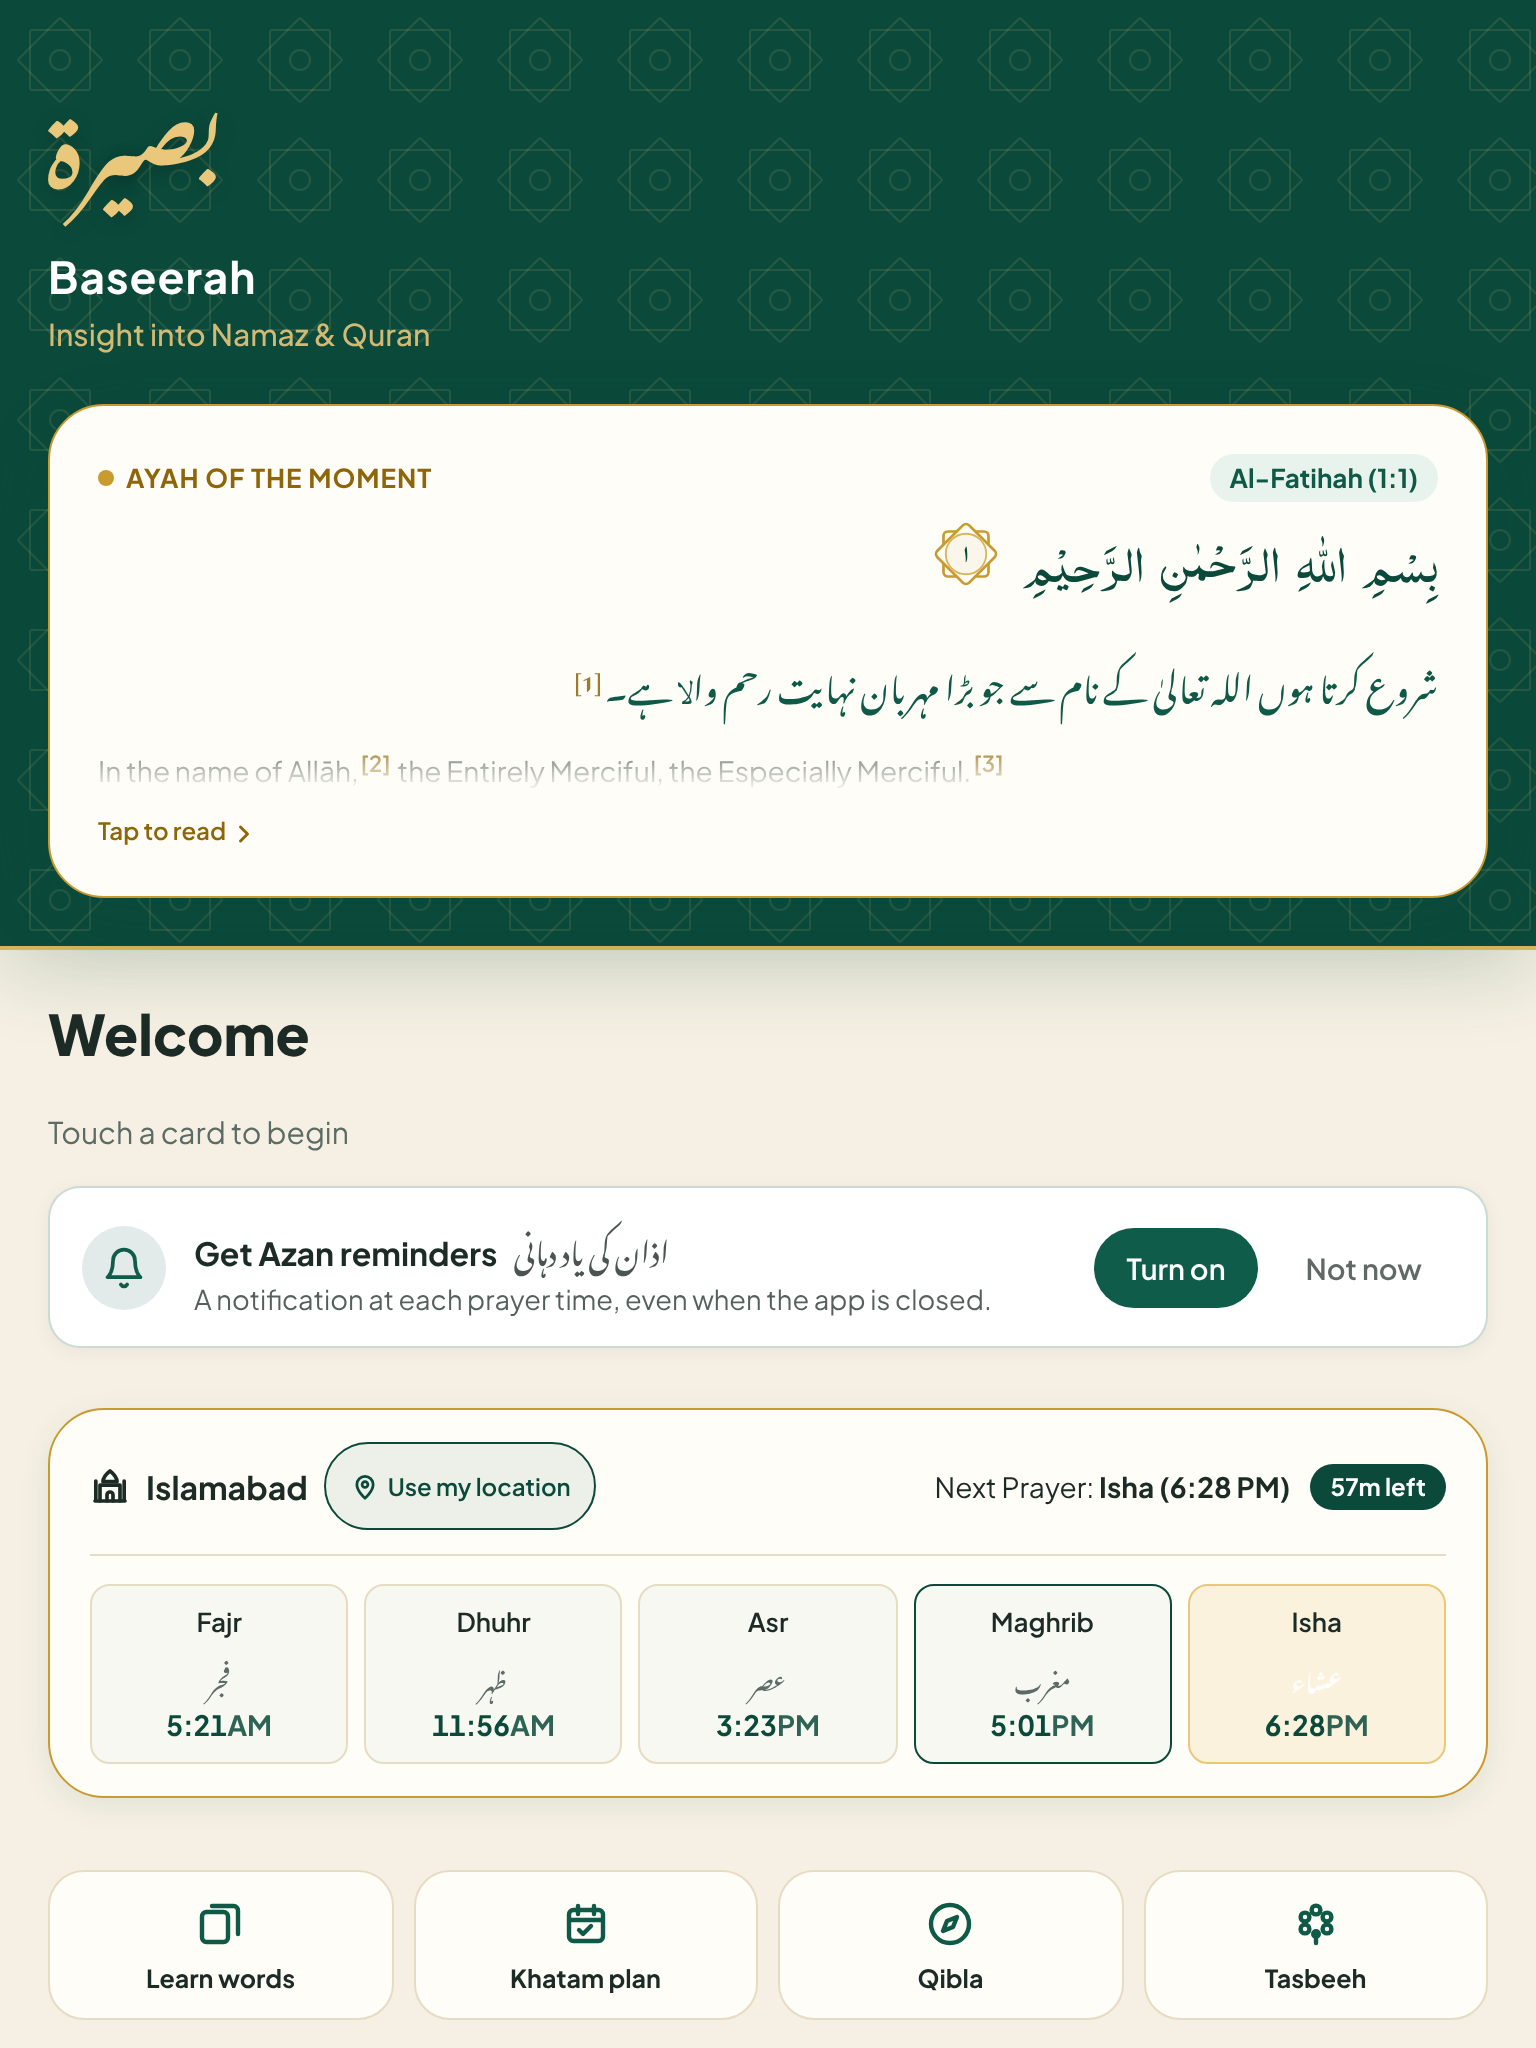 بصيرة
Baseerah
Insight into Namaz & Quran
AYAH OF THE MOMENT
Al-Fatihah (1:1)
بِسْمِ اللّٰهِ الرَّحْمٰنِ الرَّحِيْمِ ١
شروع کرتا ہوں اللہ تعالیٰ کے نام سے جو بڑا مہربان نہایت رحم والا ہے۔[1]
In the name of Allāh,[2] the Entirely Merciful, the Especially Merciful.[3]
Tap to read
Welcome
Touch a card to begin
Get Azan reminders اذان کی یاد دہانی
A notification at each prayer time, even when the app is closed.
Turn on
Not now
Islamabad
Use my location
Next Prayer: Isha (6:28 PM)
57m left
Fajr
فجر
5:21AM
Dhuhr
ظہر
11:56AM
Asr
عصر
3:23PM
Maghrib
مغرب
5:01PM
Isha
عشاء
6:28PM
Learn words
Khatam plan
Qibla
Tasbeeh